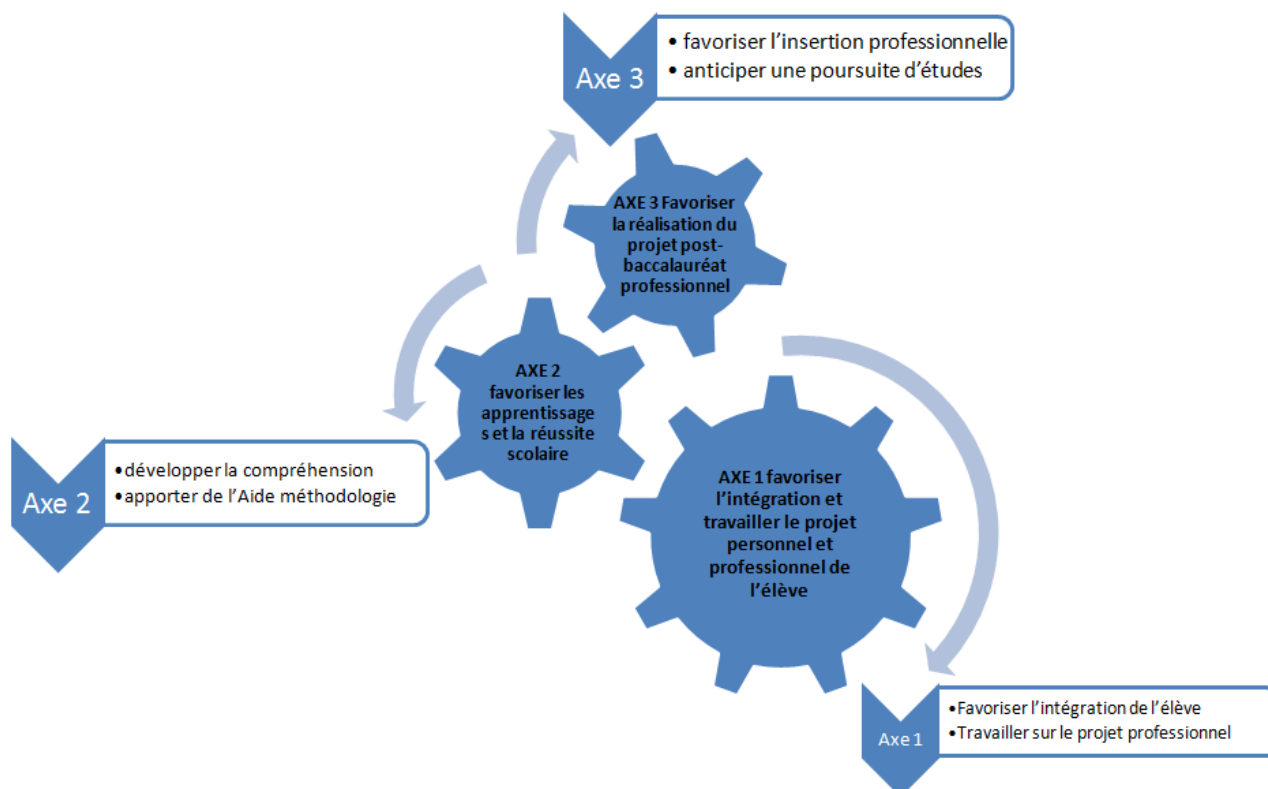 Axe 3
• favoriser l'insertion professionnelle
• anticiper une poursuite d'études
AXE 3 Favoriser
la réalisation du
projet post-
baccalauréat
professionnel
AXE 2
favoriser les
apprentissage
s et la réussite
scolaire
Axe 2
•développer la compréhension
•apporter de l'Aide méthodologie
AXE 1 favoriser
l'intégration et
travailler le projet
personnel et
professionnel de
l'élève
Axe 1
•Favoriser l'intégration de l'élève
•Travailler sur le projet professionnel